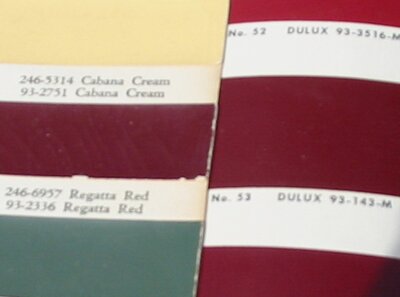 246-5314 Cabana Cream
93-2751 Cabana Cream
246-6957 Regatta Red
93-2336 Regatta Red
No. 52 DULUX 93-3516-M
No. 53 DULUX 93-143-M